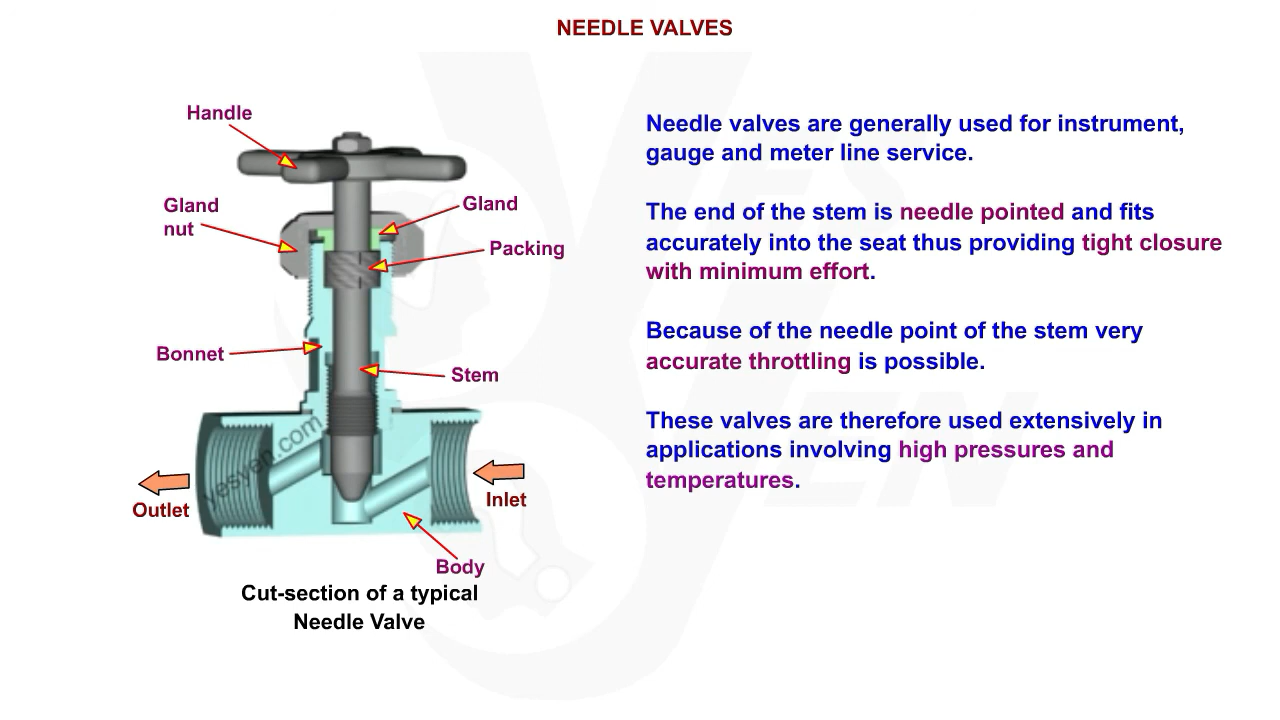 NEEDLE VALVES
Handle
Gland
nut
Gland
Packing
Bonnet
Stem
yesyen.com
Outlet
Inlet
Body
Cut-section of a typical
Needle Valve
Needle valves are generally used for instrument,
gauge and meter line service.
The end of the stem is needle pointed and fits
accurately into the seat thus providing tight closure
with minimum effort.
Because of the needle point of the stem very
accurate throttling is possible.
These valves are therefore used extensively in
applications involving high pressures and
temperatures.
YES
YEN